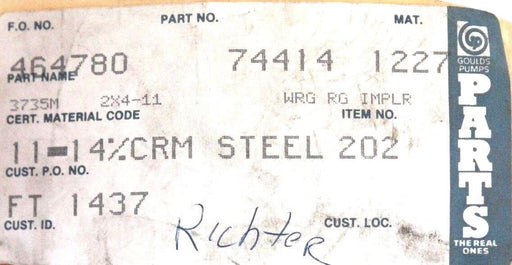 F.O. NO. PART NO. MAT.
464780 74414 1227
PART NAME
3735M 2X4-11 WRG RG IMPLR
CERT. MATERIAL CODE ITEM NO.
11-14%CRM STEEL 202
CUST. P.O. NO.
FT 1437
CUST. ID. Richter CUST. LOC.
GOULDS
PUMPS
PARTS
THE REAL
ONES